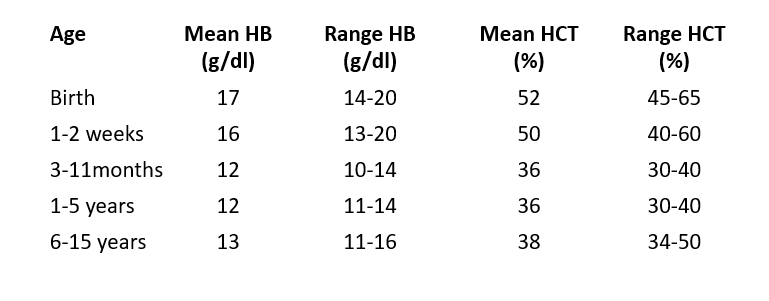 Age Mean HB Range HB Mean HCT Range HCT
(g/dl) (g/dl) (%) (%)
Birth 17 14-20 52 45-65
1-2 weeks 16 13-20 50 40-60
3-11months 12 10-14 36 30-40
1-5 years 12 11-14 36 30-40
6-15 years 13 11-16 38 34-50